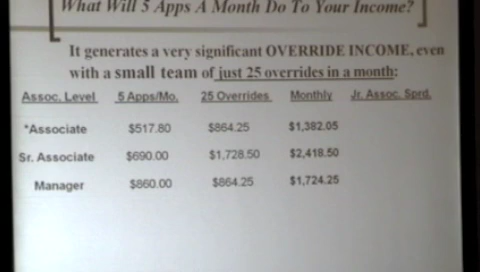 What Will 5 Apps A Month Do To Your Income?
It generates a very significant OVERRIDE INCOME, even
with a small team of just 25 overrides in a month:
Assoc. Level 5 Apps/Mo. 25 Overrides Monthly Jr. Assoc. Sprd.
*Associate $517.80 $864.25 $1,382.05
Sr. Associate $690.00 $1,728.50 $2,418.50
Manager $860.00 $864.25 $1,724.25